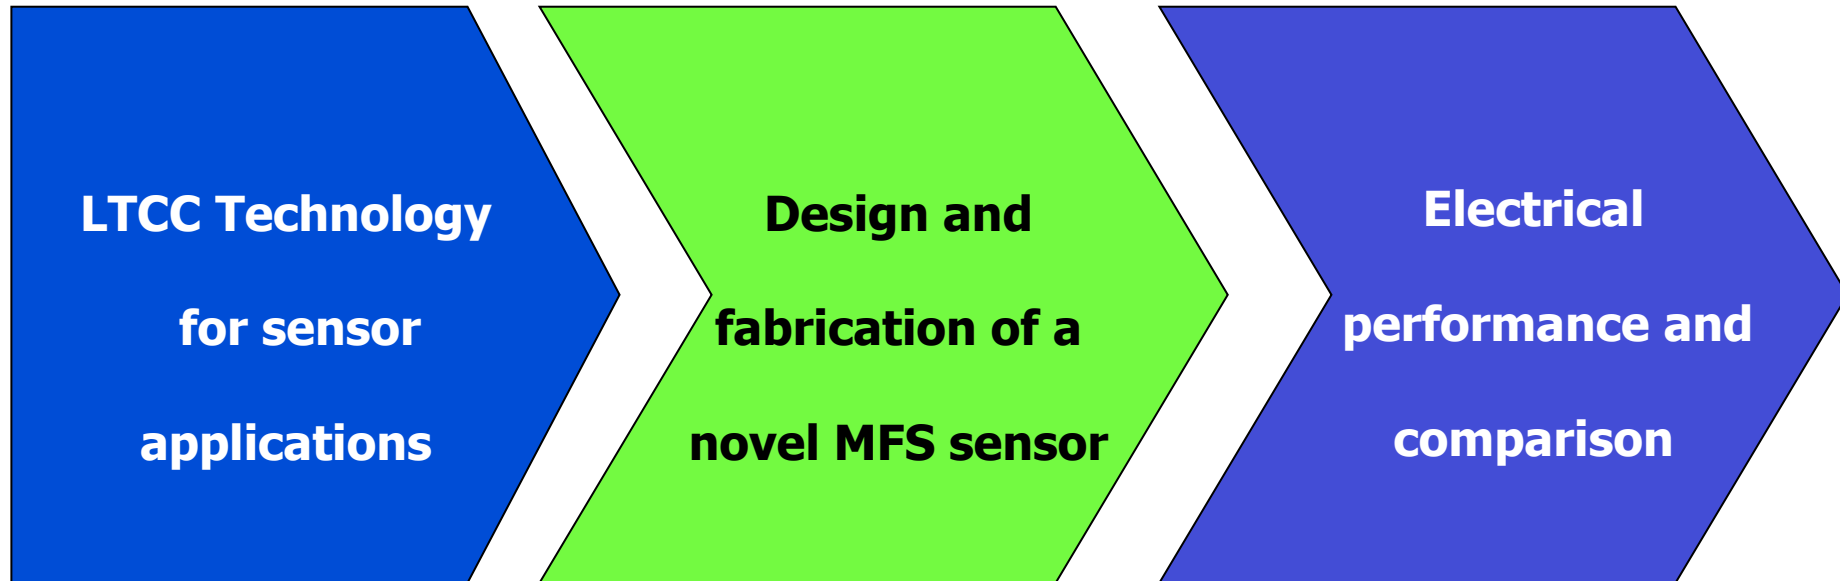 LTCC Technology
for sensor
applications
Design and
fabrication of a
novel MFS sensor
Electrical
performance and
comparison